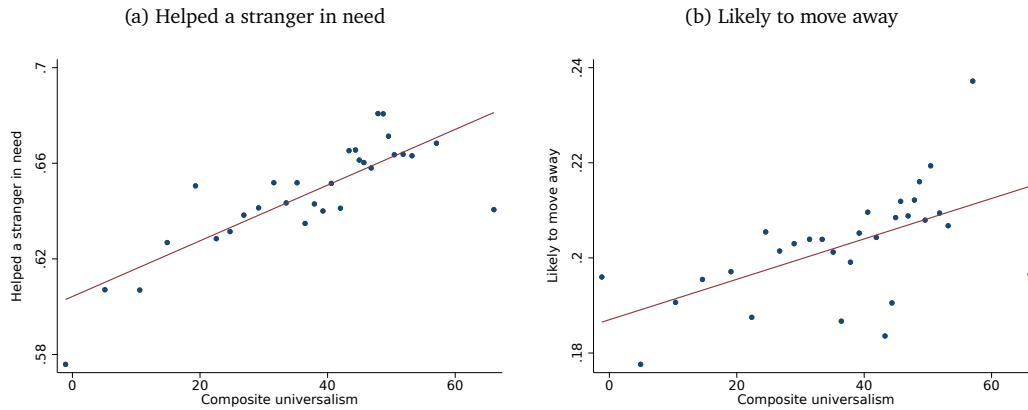 (a) Helped a stranger in need
Helped a stranger in need
.7
.66
.62
.58
0 20 40 60
Composite universalism
(b) Likely to move away
Likely to move away
.24
.22
.2
.18
0 20 40 60
Composite universalism